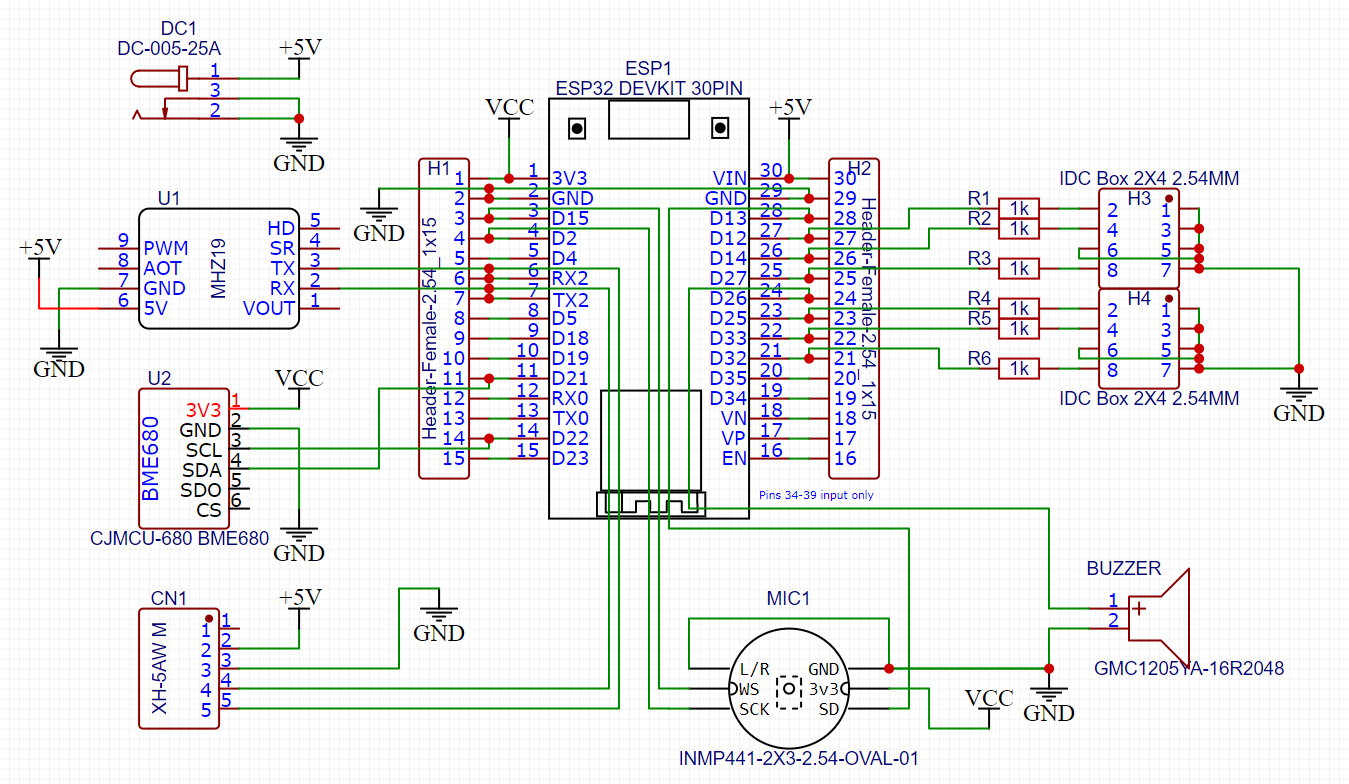 DC1
DC-005-25A
1
3
2
+5V
GND
U1
MHZ19
+5V
9 PWM
8 AOT
7 GND
6 5V
HD 5
SR 4
TX 3
RX 2
VOUT 1
GND
U2
BME680
3V3 1
GND 2
SCL 3
SDA 4
SDO 5
CS 6
CJMCU-680 BME680
VCC
GND
CN1
XH-5AW M
1 1
2 2
3 3
4 4
5 5
+5V
GND
ESP1
ESP32 DEVKIT 30PIN
VCC
+5V
GND
H1
Header-Female-2.54_1x15
1 1 3V3
2 2 GND
3 3 D15
4 4 D2
5 5 D4
6 6 RX2
7 7 TX2
8 8 D5
9 9 D18
10 10 D19
11 11 D21
12 12 RX0
13 13 TX0
14 14 D22
15 15 D23
H2
Header-Female-2.54_1x15
VIN 30 30
GND 29 29
D13 28 28
D12 27 27
D14 26 26
D27 25 25
D26 24 24
D25 23 23
D33 22 22
D32 21 21
D35 20 20
D34 19 19
VN 18 18
VP 17 17
EN 16 16
Pins 34-39 input only
R1 1k
R2 1k
R3 1k
R4 1k
R5 1k
R6 1k
IDC Box 2X4 2.54MM
H3
2 1
4 3
6 5
8 7
H4
2 1
4 3
6 5
8 7
IDC Box 2X4 2.54MM
GND
MIC1
L/R GND
WS 3v3
SCK SD
INMP441-2X3-2.54-OVAL-01
VCC
BUZZER
1 +
2
GMC1205YA-16R2048
GND